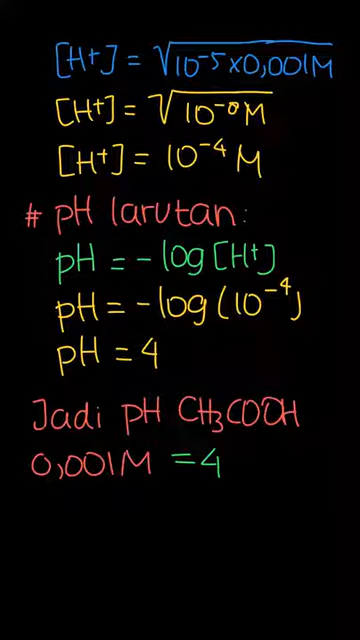 [H+] = √10⁻⁵×0,001M
[H+] = √10⁻⁸M
[H+] = 10⁻⁴ M
# pH larutan:
pH = -log [H+]
pH = -log (10⁻⁴)
pH = 4
Jadi pH CH₃COOH
0,001M = 4